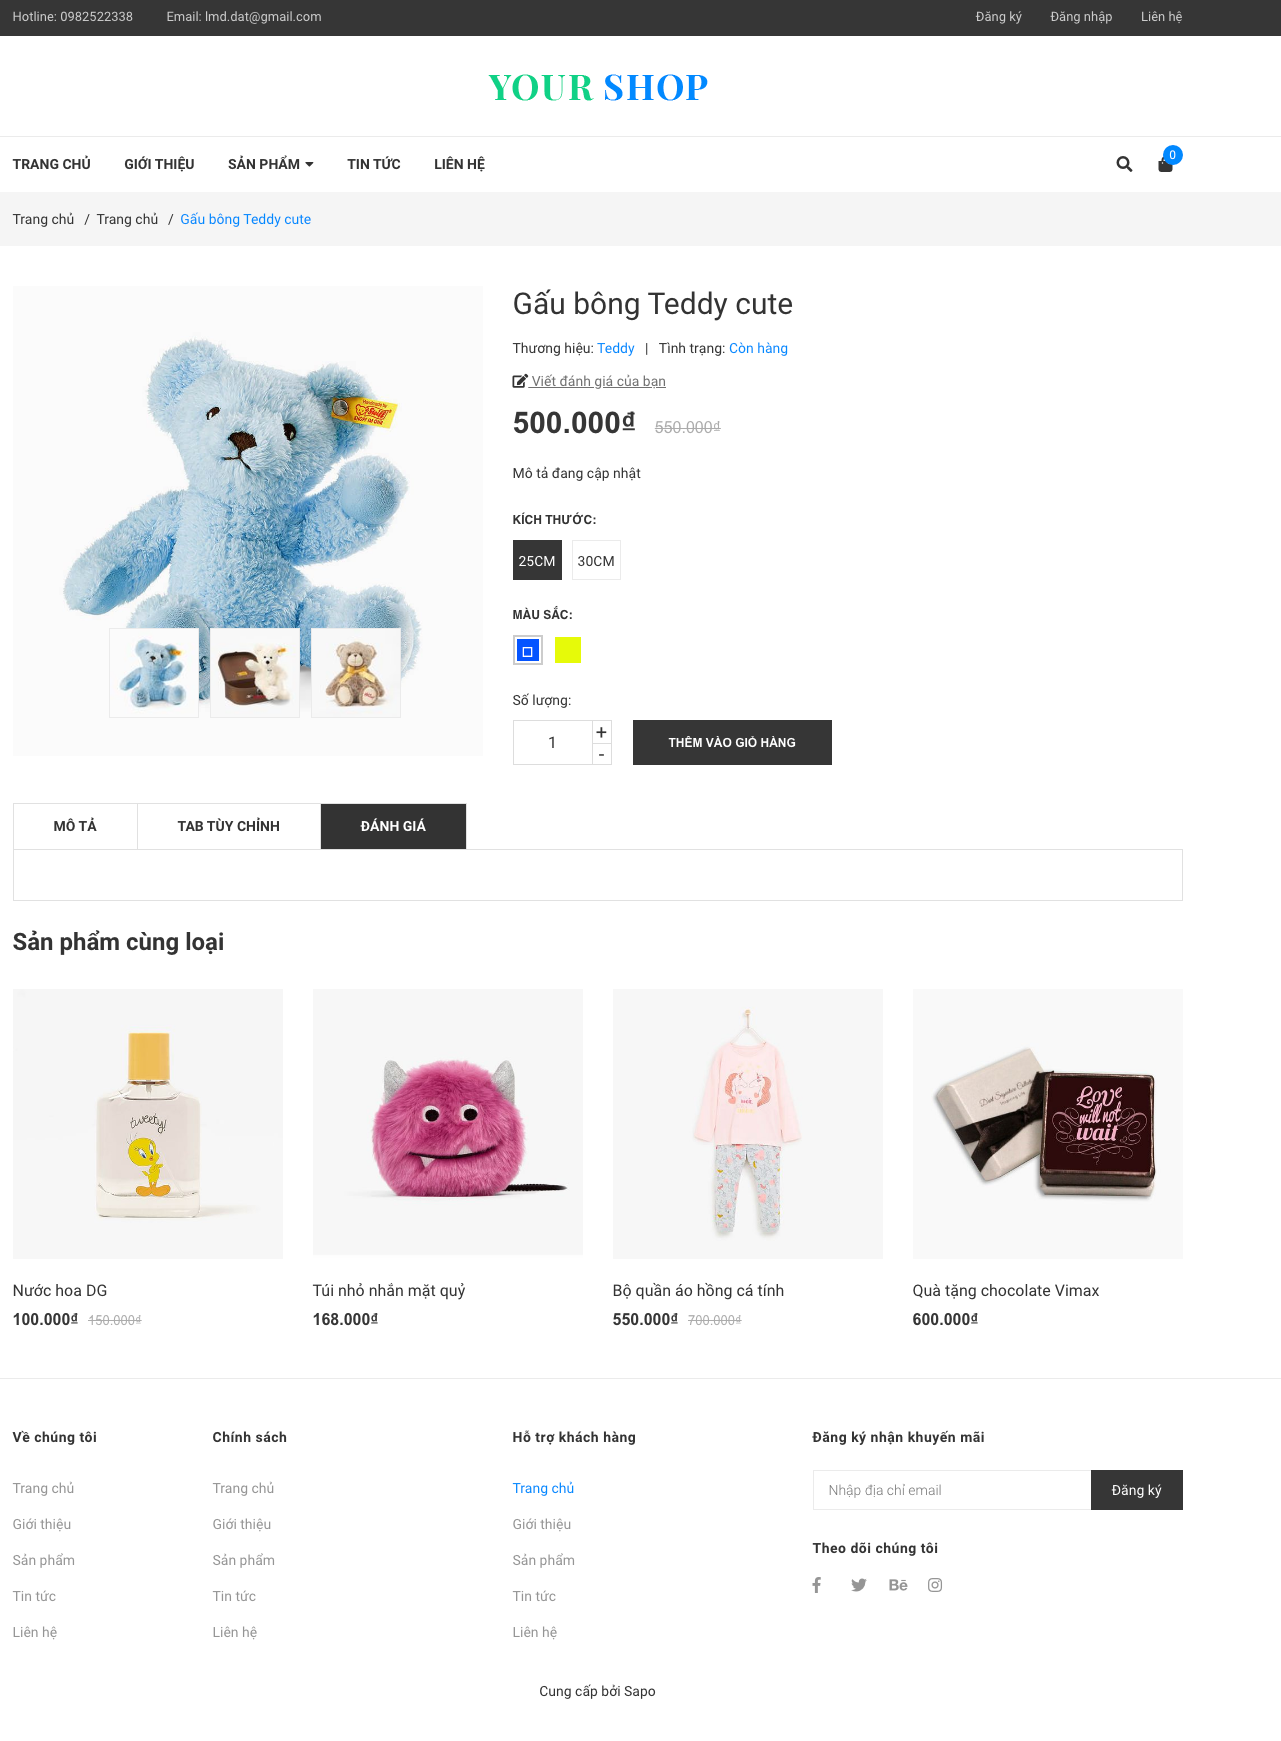 Hotline: 0982522338 Email: lmd.dat@gmail.com Đăng ký Đăng nhập Liên hệ
YOUR SHOP
TRANG CHỦ GIỚI THIỆU SẢN PHẨM TIN TỨC LIÊN HỆ 0
Trang chủ / Trang chủ / Gấu bông Teddy cute
Gấu bông Teddy cute
Thương hiệu: Teddy | Tình trạng: Còn hàng
Viết đánh giá của bạn
500.000₫ 550.000₫
Mô tả đang cập nhật
KÍCH THƯỚC:
25CM 30CM
MÀU SẮC:
Số lượng:
1 + -
THÊM VÀO GIỎ HÀNG
MÔ TẢ TAB TÙY CHỈNH ĐÁNH GIÁ
Sản phẩm cùng loại
tweety!
Love
will not
wait
Nước hoa DG
100.000₫ 150.000₫
Túi nhỏ nhắn mặt quỷ
168.000₫
Bộ quần áo hồng cá tính
550.000₫ 700.000₫
Quà tặng chocolate Vimax
600.000₫
Về chúng tôi
Trang chủ
Giới thiệu
Sản phẩm
Tin tức
Liên hệ
Chính sách
Trang chủ
Giới thiệu
Sản phẩm
Tin tức
Liên hệ
Hỗ trợ khách hàng
Trang chủ
Giới thiệu
Sản phẩm
Tin tức
Liên hệ
Đăng ký nhận khuyến mãi
Nhập địa chỉ email Đăng ký
Theo dõi chúng tôi
Cung cấp bởi Sapo